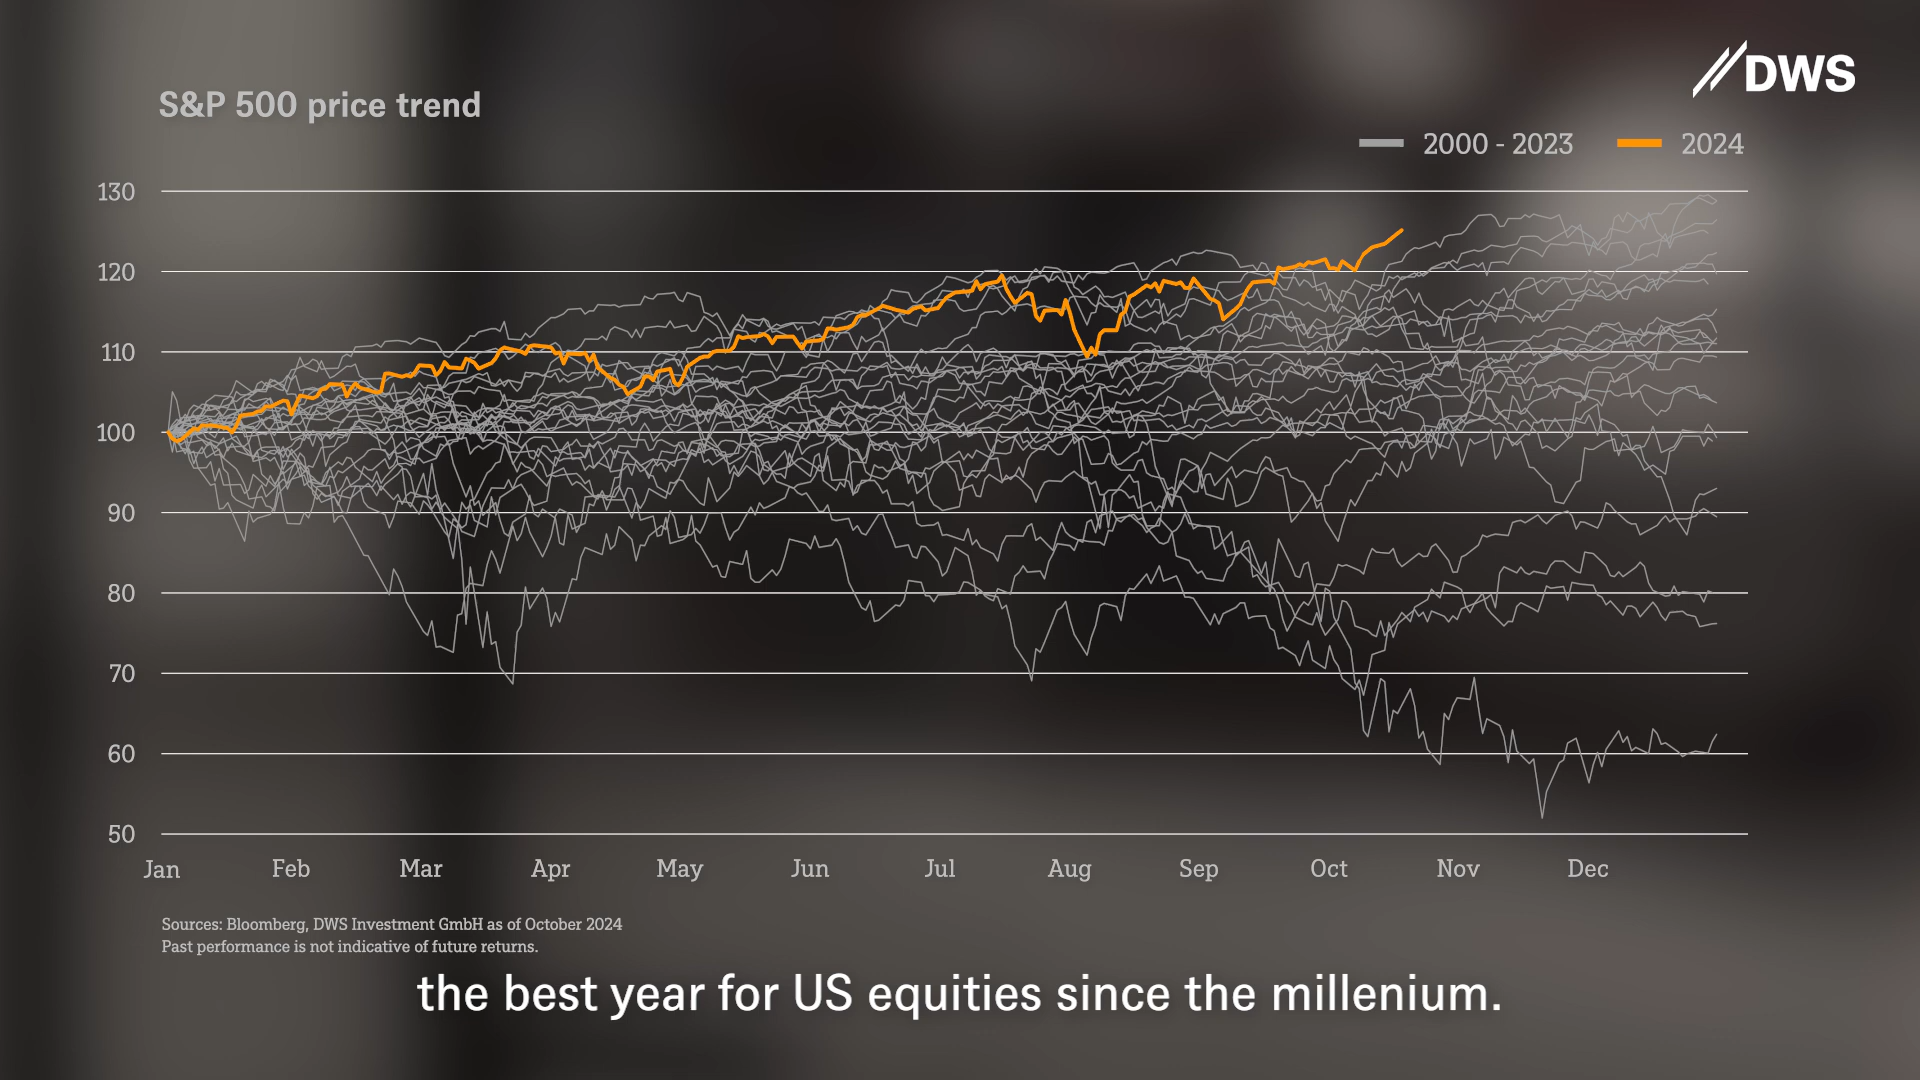 DWS
S&P 500 price trend
2000 - 2023
2024
130
120
110
100
90
80
70
60
50
Jan Feb Mar Apr May Jun Jul Aug Sep Oct Nov Dec
Sources: Bloomberg, DWS Investment GmbH as of October 2024
Past performance is not indicative of future returns.
the best year for US equities since the millenium.